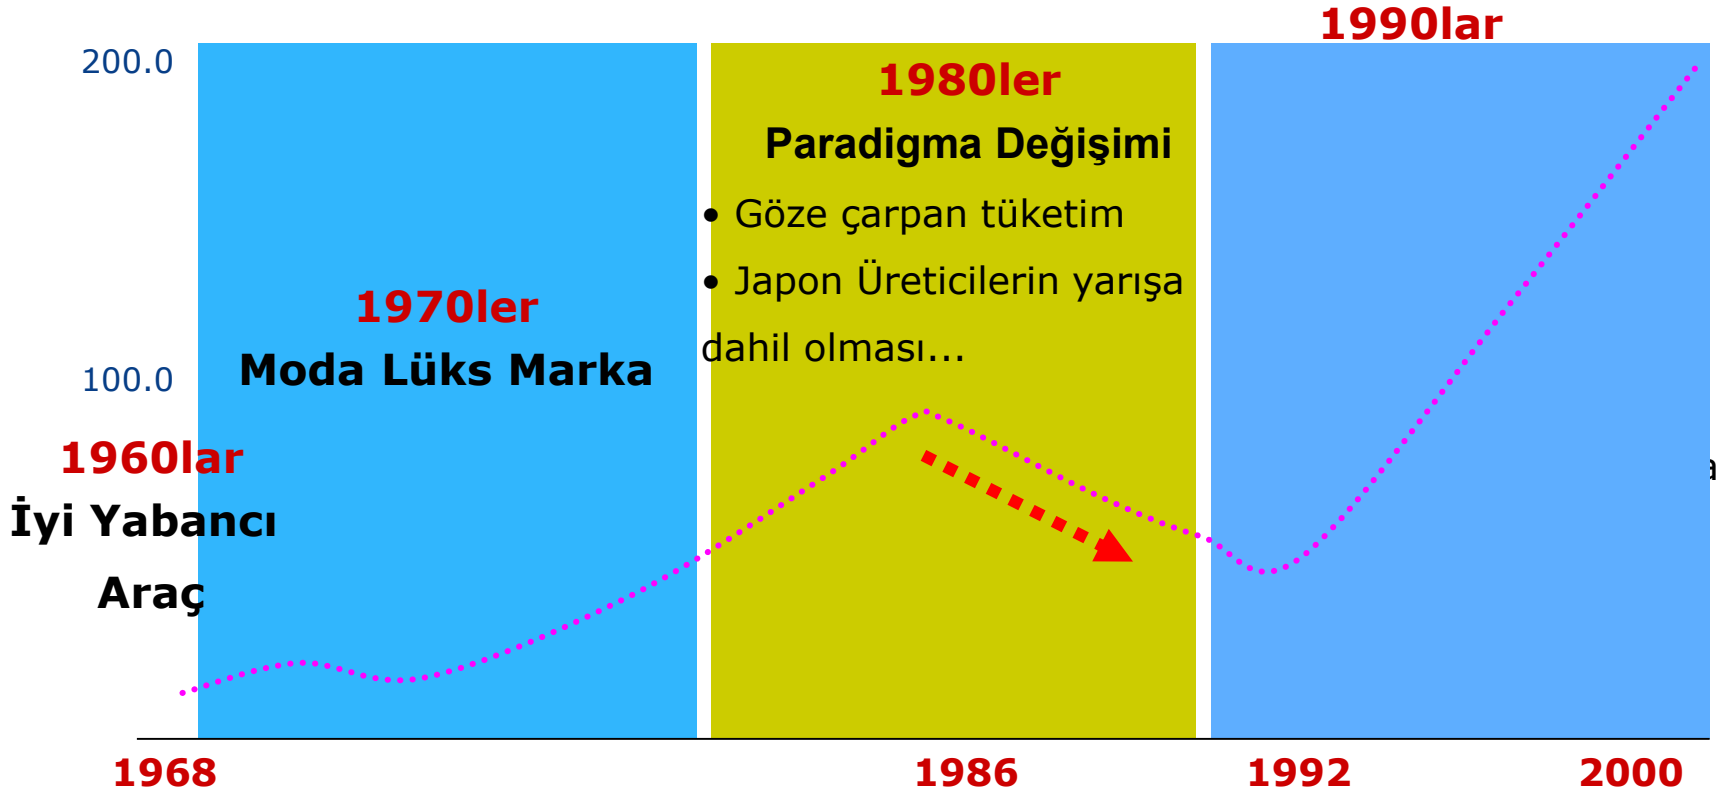 1990lar
200.0
1980ler
Paradigma Değişimi
• Göze çarpan tüketim
• Japon Üreticilerin yarışa
dahil olması...
1970ler
Moda Lüks Marka
100.0
1960lar
İyi Yabancı
Araç
a
1968 1986 1992 2000